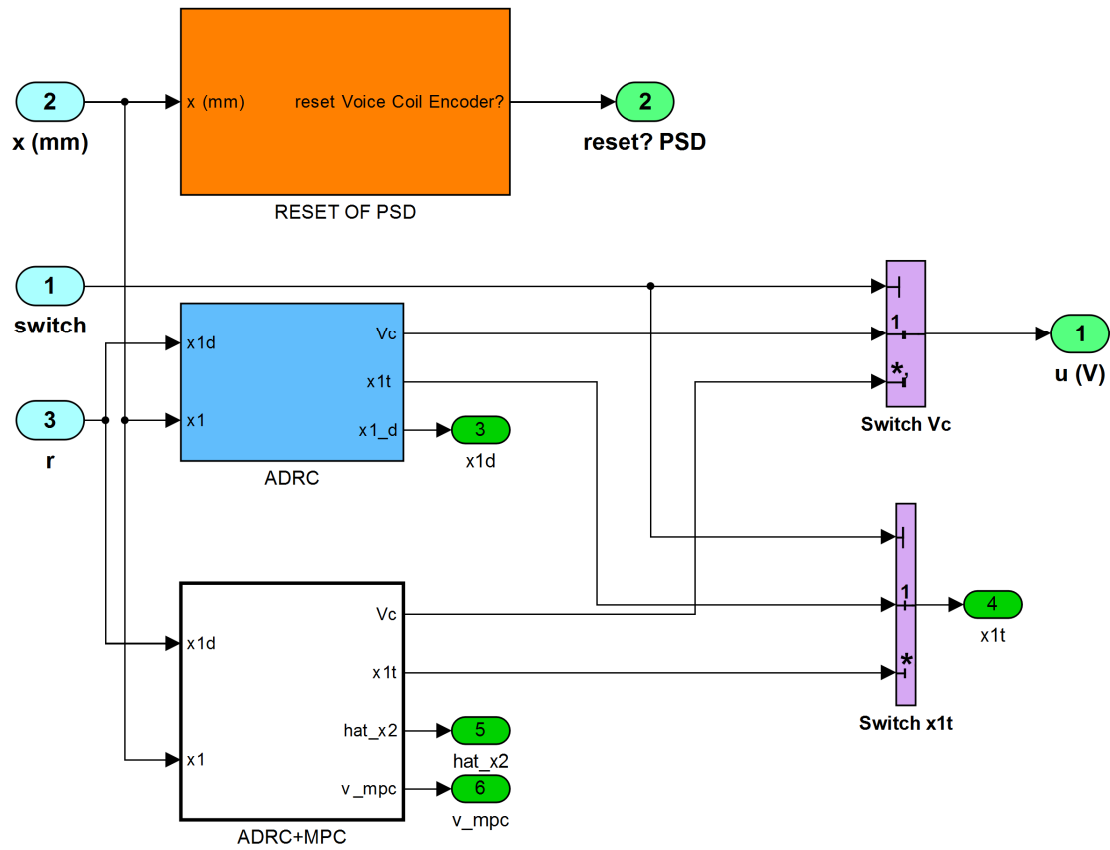 2
x (mm)
x (mm)
reset Voice Coil Encoder?
RESET OF PSD
2
reset? PSD
1
switch
3
r
x1d
x1
Vc
x1t
x1_d
ADRC
3
x1d
1
*,
Switch Vc
1
u (V)
x1d
x1
Vc
x1t
hat_x2
v_mpc
ADRC+MPC
5
hat_x2
6
v_mpc
1
*
Switch x1t
4
x1t